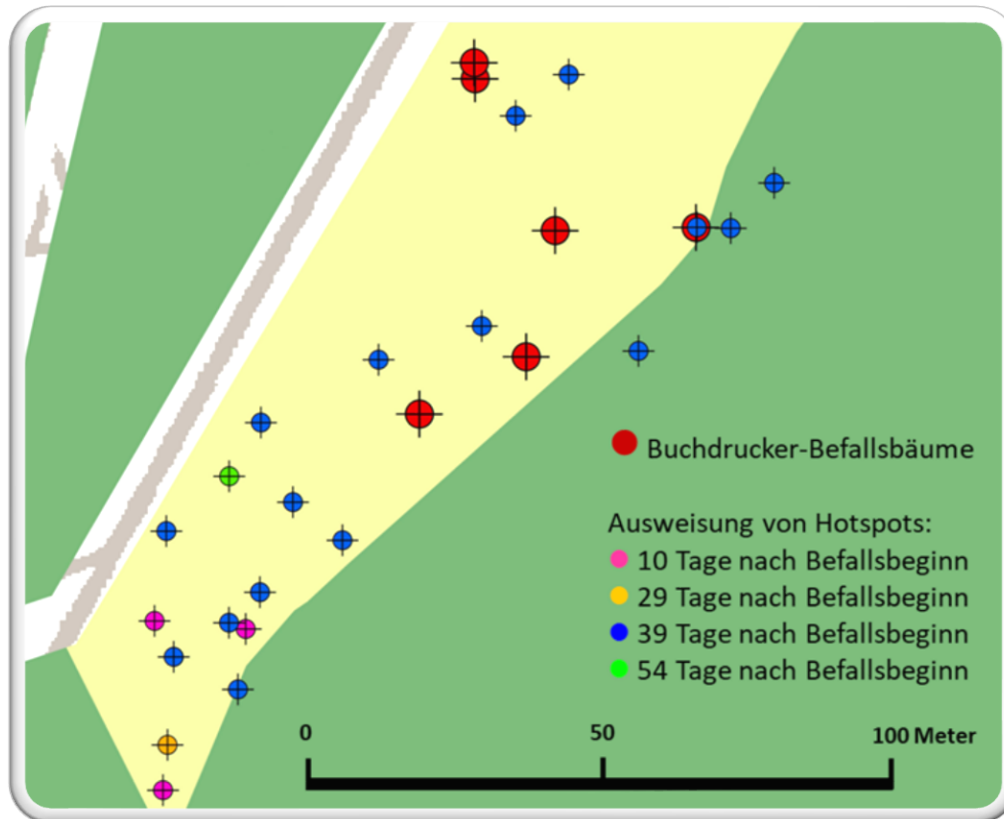 Buchdrucker-Befallsbäume
Ausweisung von Hotspots:
10 Tage nach Befallsbeginn
29 Tage nach Befallsbeginn
39 Tage nach Befallsbeginn
54 Tage nach Befallsbeginn
0 50 100 Meter